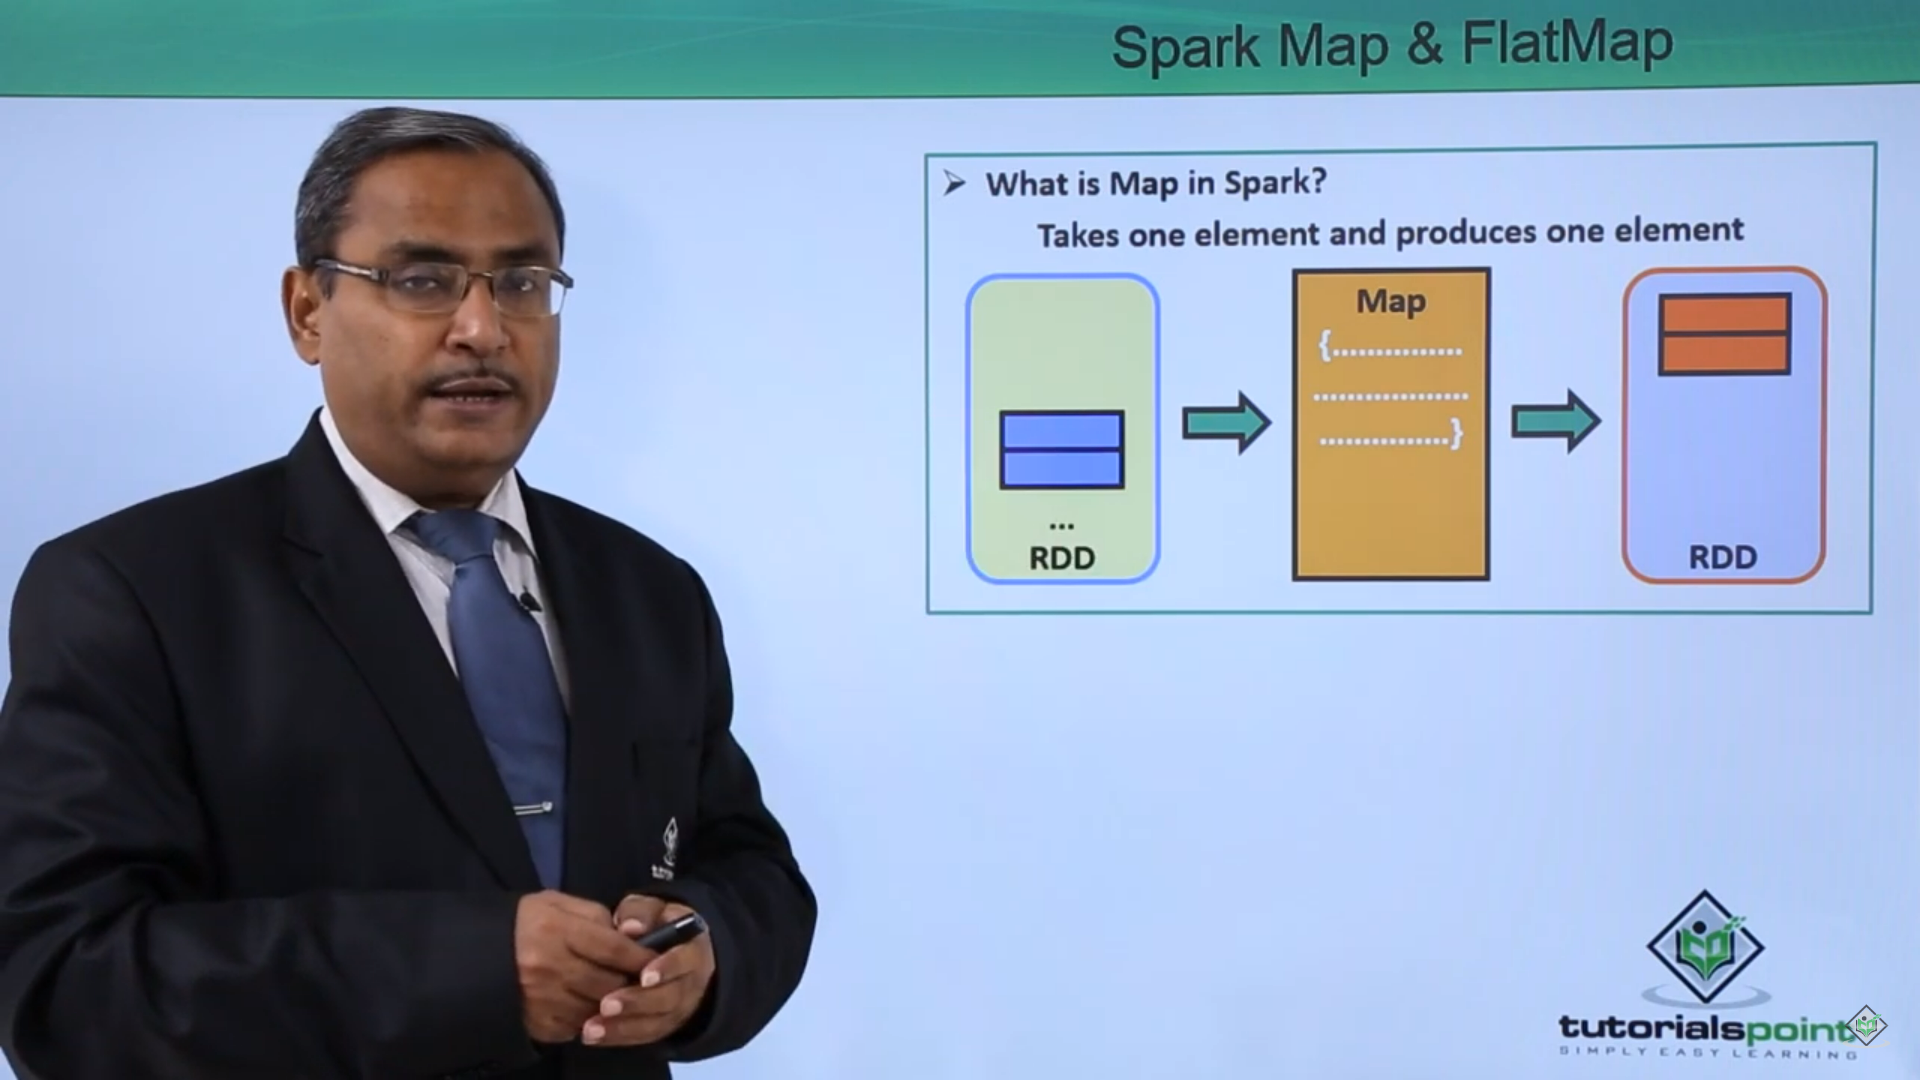 Spark Map & FlatMap
➢ What is Map in Spark?
Takes one element and produces one element
Map
{...............
..................
...............}
...
RDD
RDD
tutorialspoint
SIMPLY EASY LEARNING